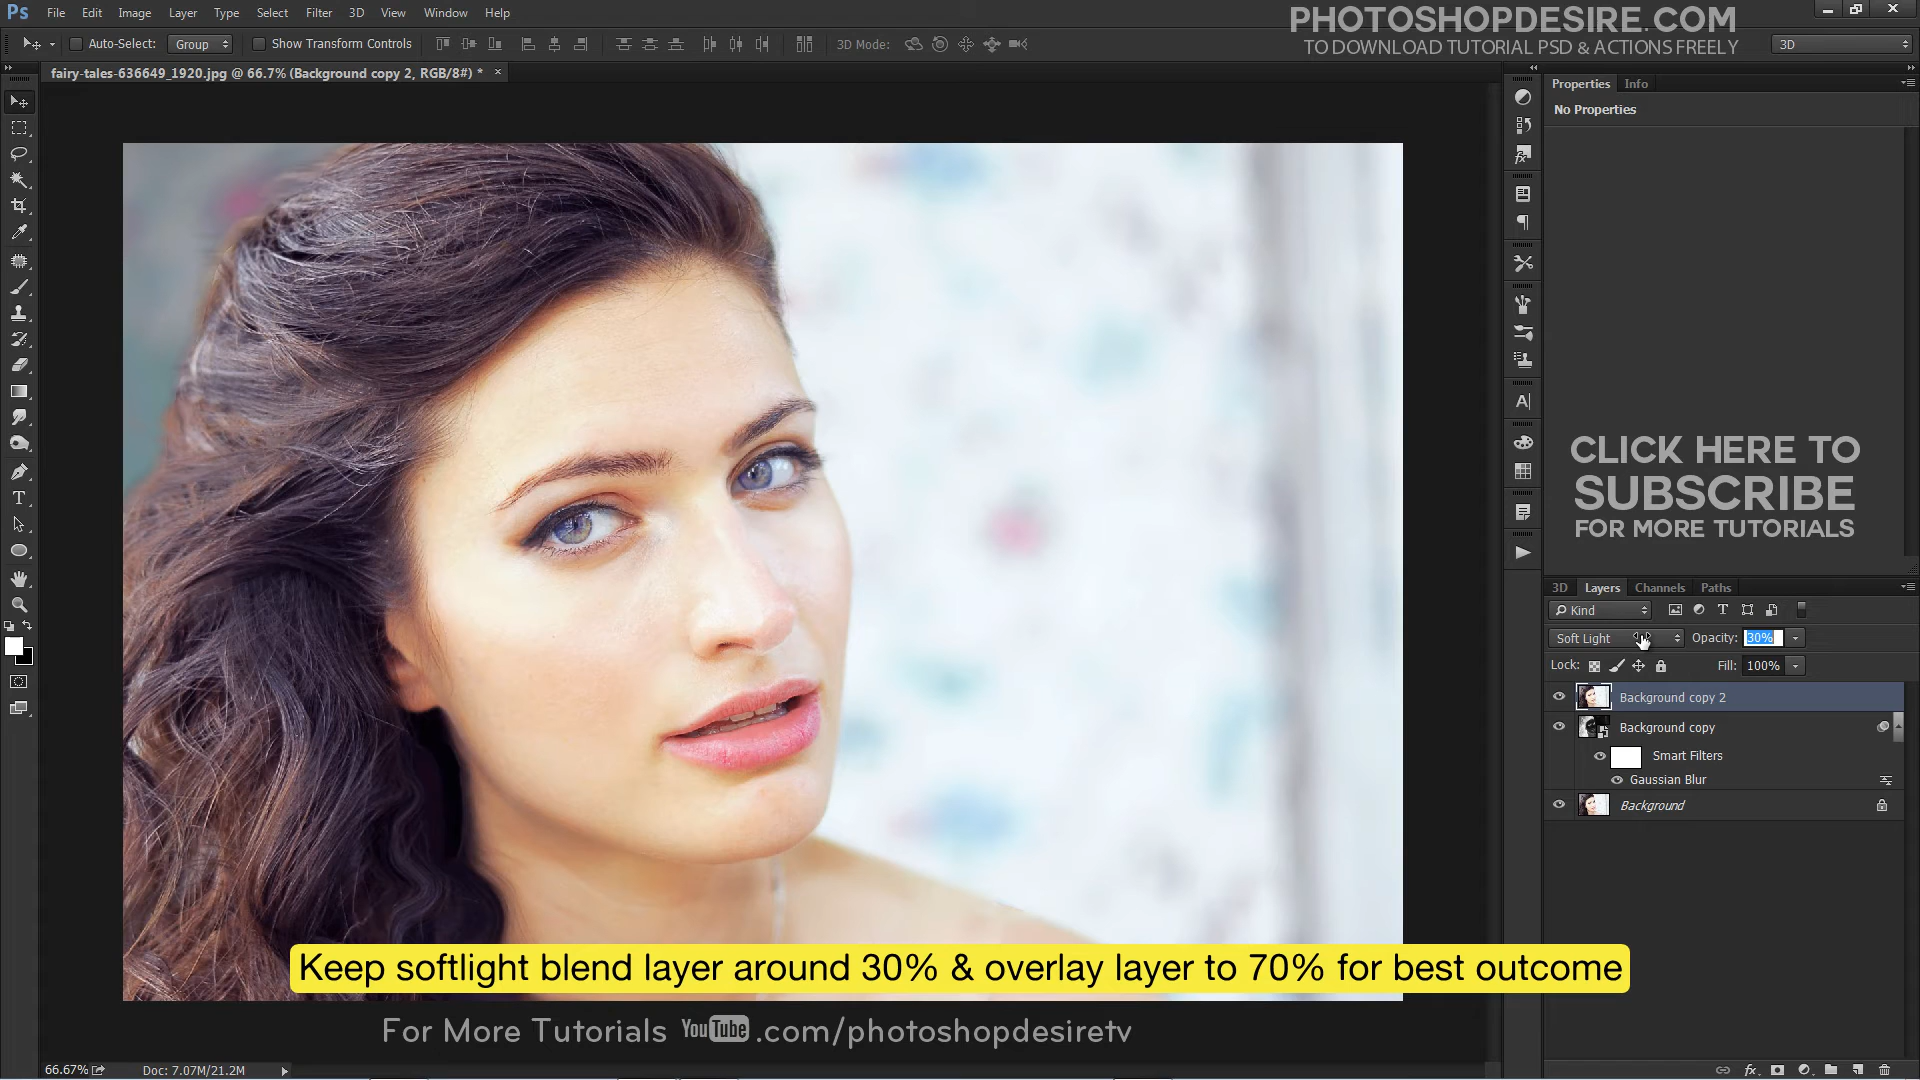 Ps File Edit Image Layer Type Select Filter 3D View Window Help
PHOTOSHOPDESIRE.COM
TO DOWNLOAD TUTORIAL PSD & ACTIONS FREELY
Auto-Select: Group Show Transform Controls 3D Mode: 3D
fairy-tales-636649_1920.jpg @ 66.7% (Background copy 2, RGB/8#) * ×
Properties Info
No Properties
CLICK HERE TO
SUBSCRIBE
FOR MORE TUTORIALS
3D Layers Channels Paths
Kind
Soft Light Opacity: 30%
Lock: Fill: 100%
Background copy 2
Background copy
Smart Filters
Gaussian Blur
Background
Keep softlight blend layer around 30% & overlay layer to 70% for best outcome
For More Tutorials YouTube .com/photoshopdesiretv
66.67% Doc: 7.07M/21.2M